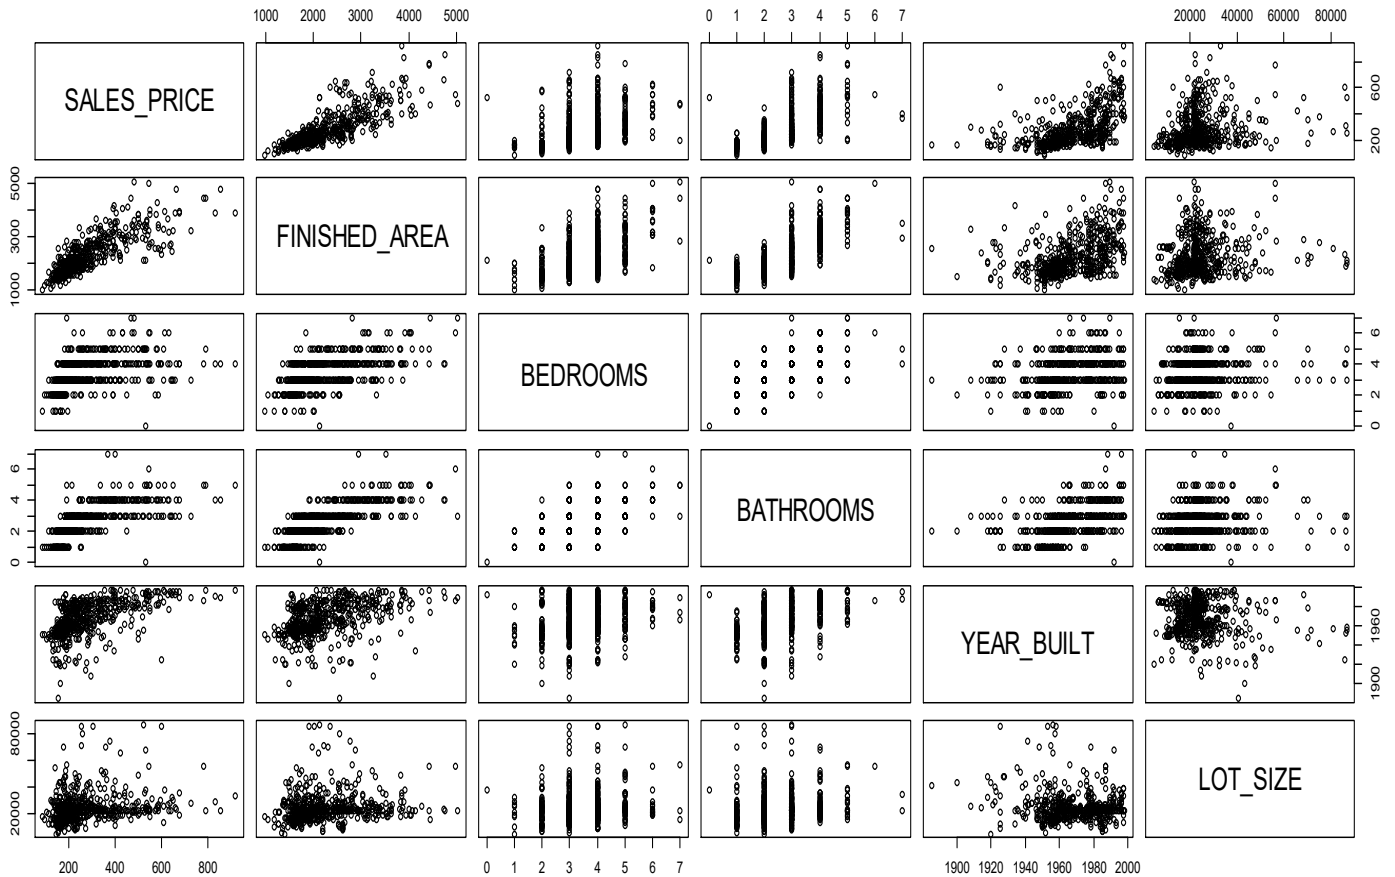 1000 2000 3000 4000 5000 0 1 2 3 4 5 6 7 20000 40000 60000 80000
SALES_PRICE
200 600
FINISHED_AREA
1000 3000 5000
BEDROOMS
0 2 4 6
BATHROOMS
0 2 4 6
YEAR_BUILT
1900 1960
LOT_SIZE
20000 80000
200 400 600 800 0 1 2 3 4 5 6 7 1900 1920 1940 1960 1980 2000